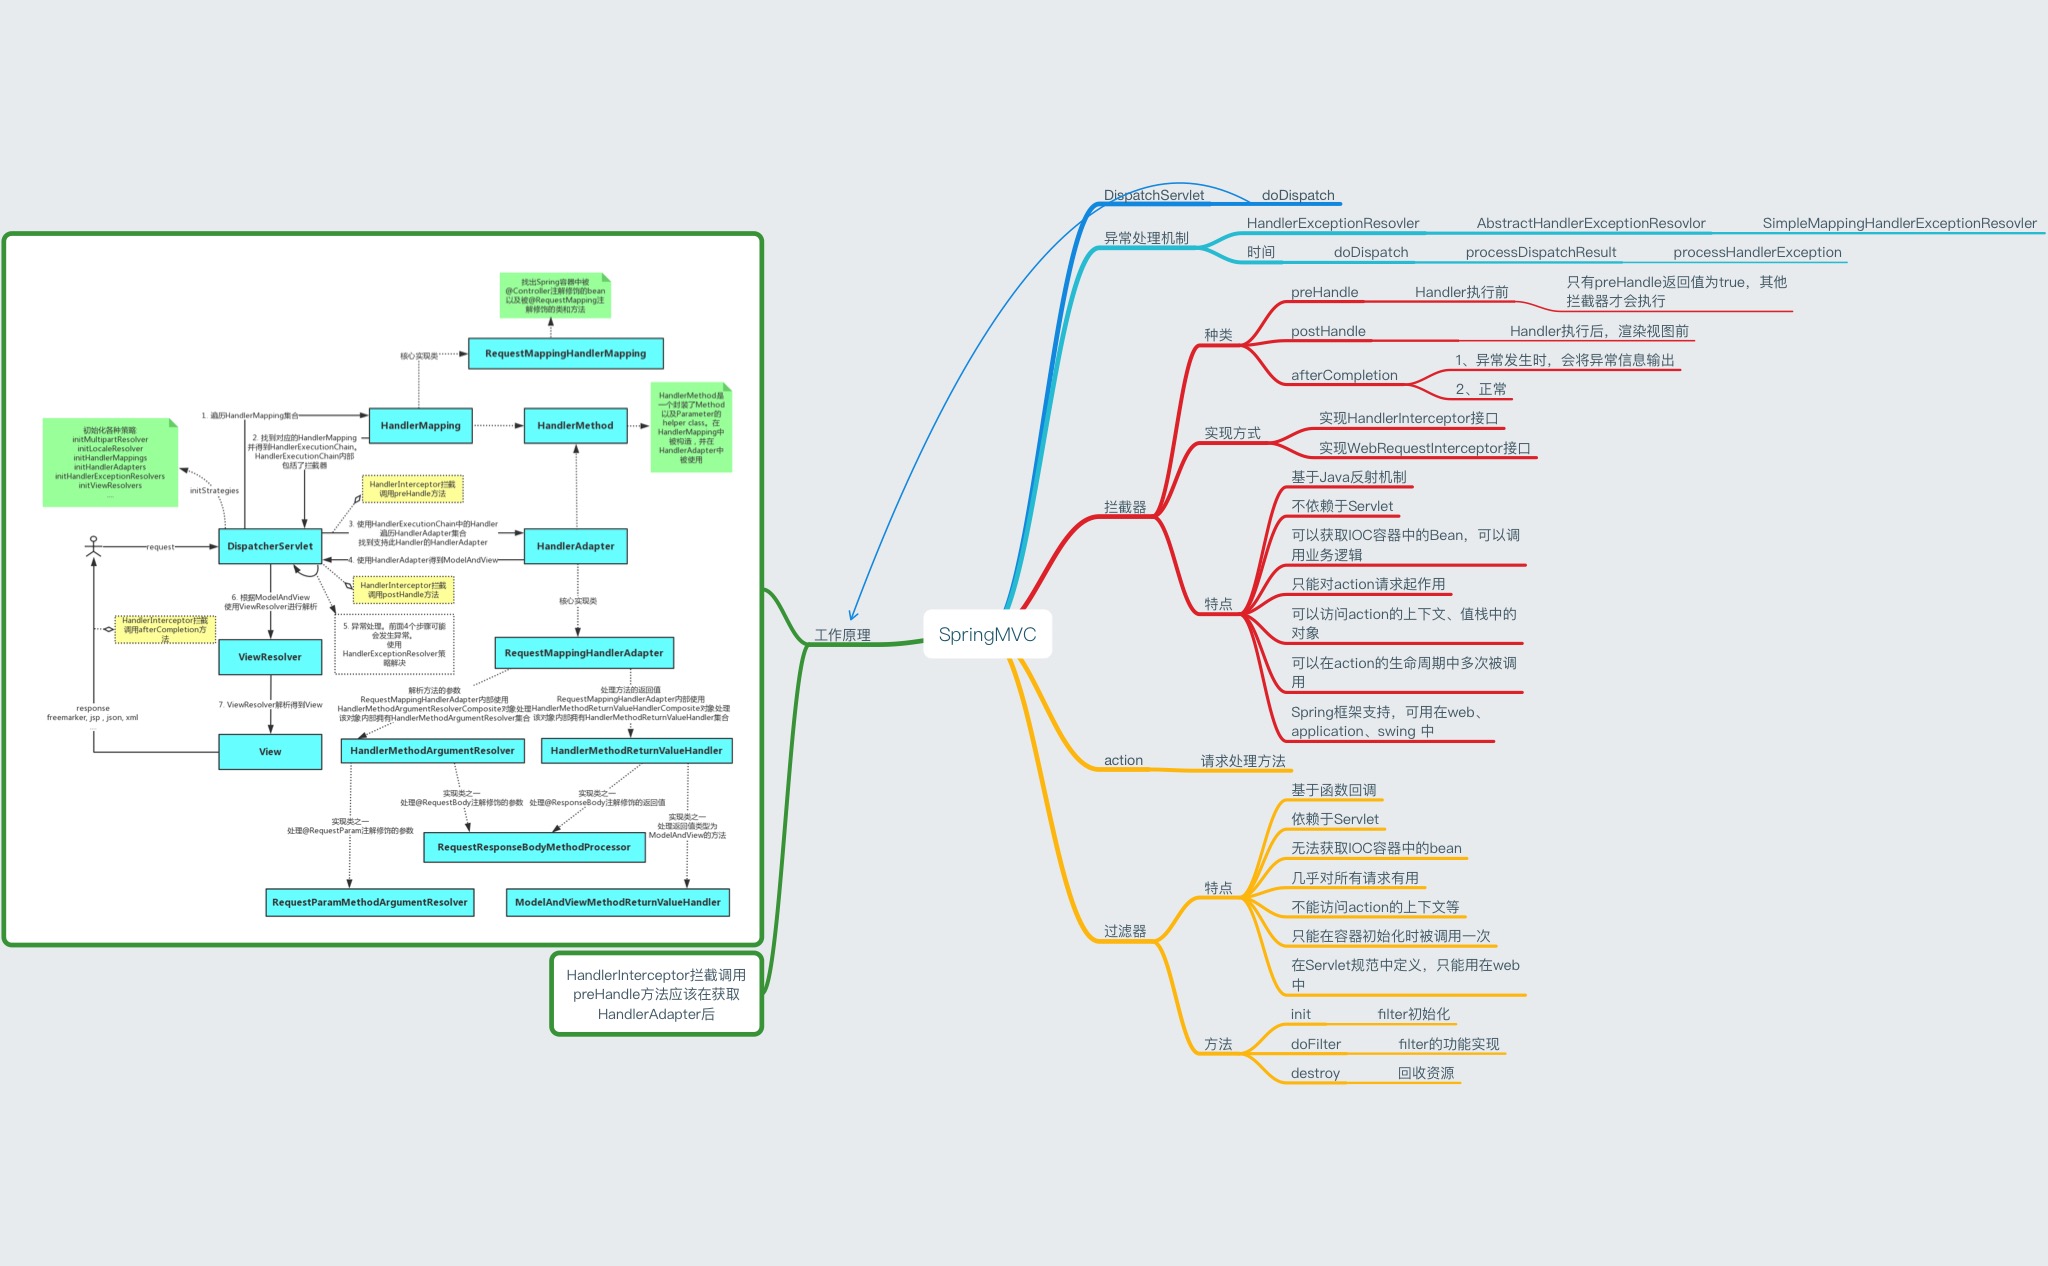 找出Spring容器中被
@Controller注解修饰的bean
以及被@RequestMapping注
解修饰的类和方法
核心实现类
RequestMappingHandlerMapping
HandlerMethod是
一个封装了Method
以及Parameter的
helper class。在
HandlerMapping中
被构造，并在
HandlerAdapter中
被使用
1. 遍历HandlerMapping集合
HandlerMapping
HandlerMethod
2. 找到对应的HandlerMapping
并得到HandlerExecutionChain。
HandlerExecutionChain内部
包括了拦截器
初始化各种策略
initMultipartResolver
initLocaleResolver
initHandlerMappings
initHandlerAdapters
initHandlerExceptionResolvers
initViewResolvers
...
initStrategies
HandlerInterceptor拦截
调用preHandle方法
3. 使用HandlerExecutionChain中的Handler
遍历HandlerAdapter集合
找到支持此Handler的HandlerAdapter
request
DispatcherServlet
HandlerAdapter
4. 使用HandlerAdapter得到ModelAndView
HandlerInterceptor拦截
调用postHandle方法
6. 根据ModelAndView
使用ViewResolver进行解析
核心实现类
HandlerInterceptor拦截
调用afterCompletion方
法
5. 异常处理。前面4个步骤可能
会发生异常。
使用
HandlerExceptionResolver策
略解决
ViewResolver
RequestMappingHandlerAdapter
解析方法的参数
RequestMappingHandlerAdapter内部使用
HandlerMethodArgumentResolverComposite对象处理
该对象内部拥有HandlerMethodArgumentResolver集合
处理方法的返回值
RequestMappingHandlerAdapter内部使用
HandlerMethodReturnValueHandlerComposite对象处理
该对象内部拥有HandlerMethodReturnValueHandler集合
7. ViewResolver解析得到View
response
freemarker, jsp , json, xml
...
View
HandlerMethodArgumentResolver
HandlerMethodReturnValueHandler
实现类之一
处理@RequestBody注解修饰的参数
实现类之一
处理@ResponseBody注解修饰的返回值
实现类之一
处理@RequestParam注解修饰的参数
实现类之一
处理返回值类型为
ModelAndView的方法
RequestResponseBodyMethodProcessor
RequestParamMethodArgumentResolver
ModelAndViewMethodReturnValueHandler
HandlerInterceptor拦截调用
preHandle方法应该在获取
HandlerAdapter后
工作原理
SpringMVC
DispatchServlet
doDispatch
异常处理机制
HandlerExceptionResovler
AbstractHandlerExceptionResovlor
SimpleMappingHandlerExceptionResovler
时间
doDispatch
processDispatchResult
processHandlerException
拦截器
种类
preHandle
Handler执行前
只有preHandle返回值为true，其他
拦截器才会执行
postHandle
Handler执行后，渲染视图前
afterCompletion
1、异常发生时，会将异常信息输出
2、正常
实现方式
实现HandlerInterceptor接口
实现WebRequestInterceptor接口
特点
基于Java反射机制
不依赖于Servlet
可以获取IOC容器中的Bean，可以调
用业务逻辑
只能对action请求起作用
可以访问action的上下文、值栈中的
对象
可以在action的生命周期中多次被调
用
Spring框架支持，可用在web、
application、swing 中
action
请求处理方法
过滤器
特点
基于函数回调
依赖于Servlet
无法获取IOC容器中的bean
几乎对所有请求有用
不能访问action的上下文等
只能在容器初始化时被调用一次
在Servlet规范中定义，只能用在web
中
方法
init
filter初始化
doFilter
filter的功能实现
destroy
回收资源